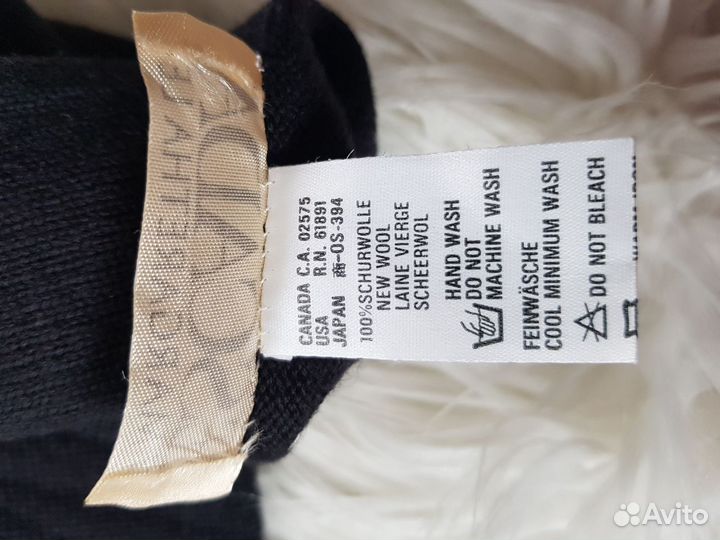 CANADA C.A. 02575
USA R.N. 61891
JAPAN 商-OS-394
100%SCHURWOLLE
NEW WOOL
LAINE VIERGE
SCHEERWOL
HAND WASH
DO NOT
MACHINE WASH
FEINWÄSCHE
COOL MINIMUM WASH
DO NOT BLEACH
Avito